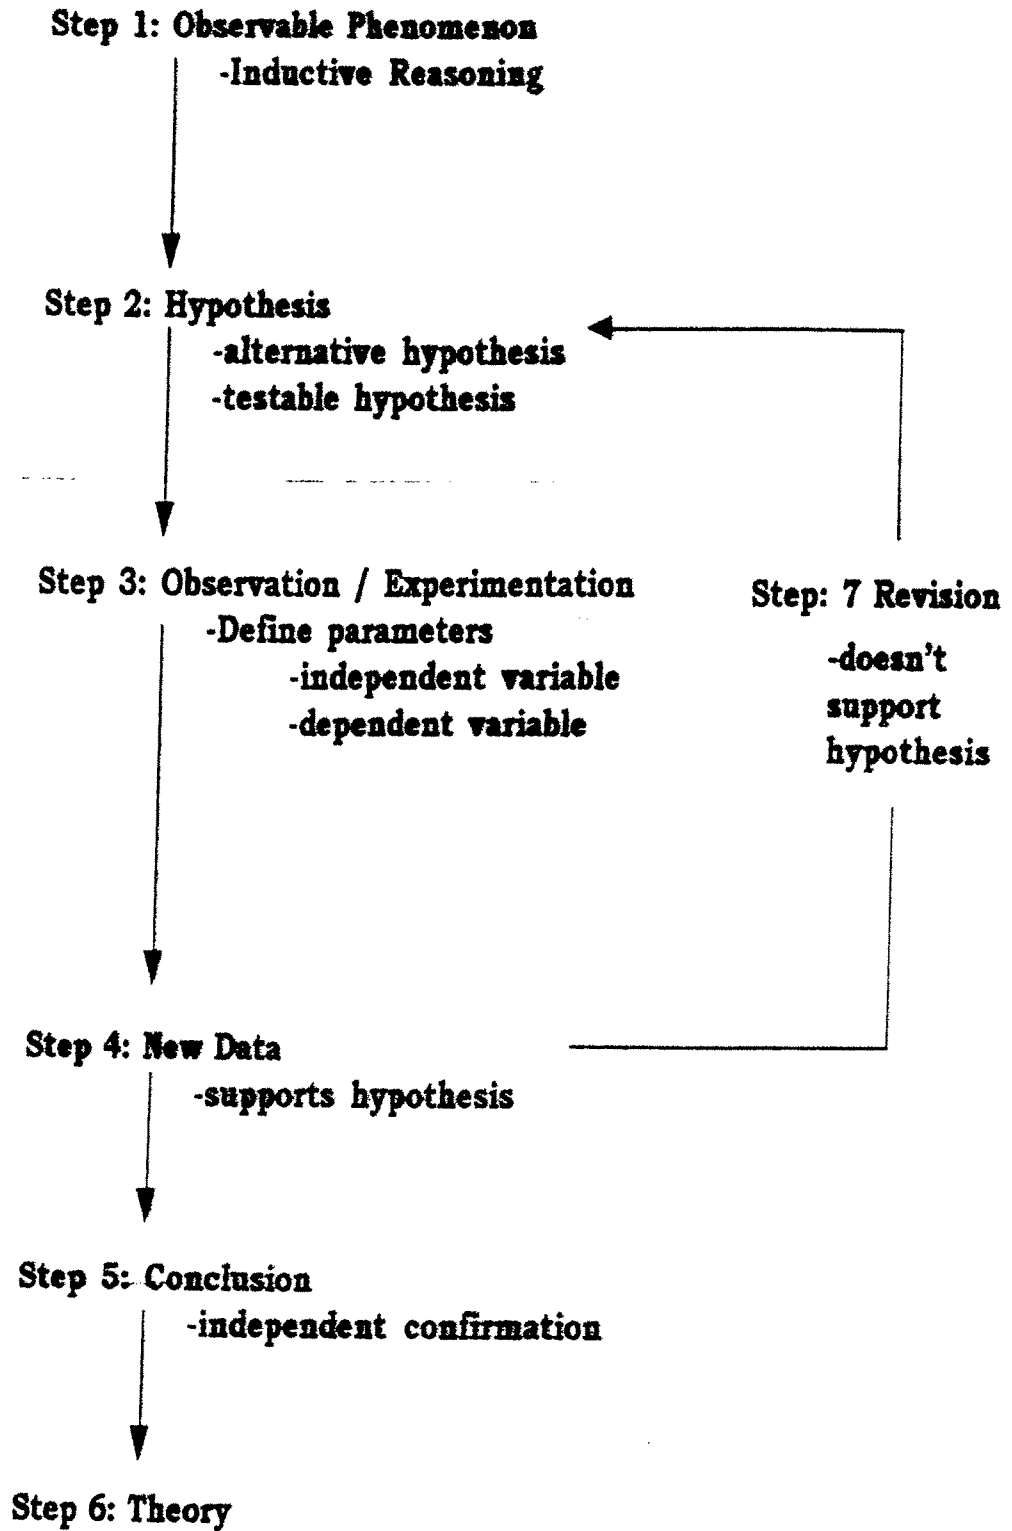 Step 1: Observable Phenomenon
-Inductive Reasoning
Step 2: Hypothesis
-alternative hypothesis
-testable hypothesis
Step 3: Observation / Experimentation
-Define parameters
-independent variable
-dependent variable
Step: 7 Revision
-doesn't
support
hypothesis
Step 4: New Data
-supports hypothesis
Step 5: Conclusion
-independent confirmation
Step 6: Theory